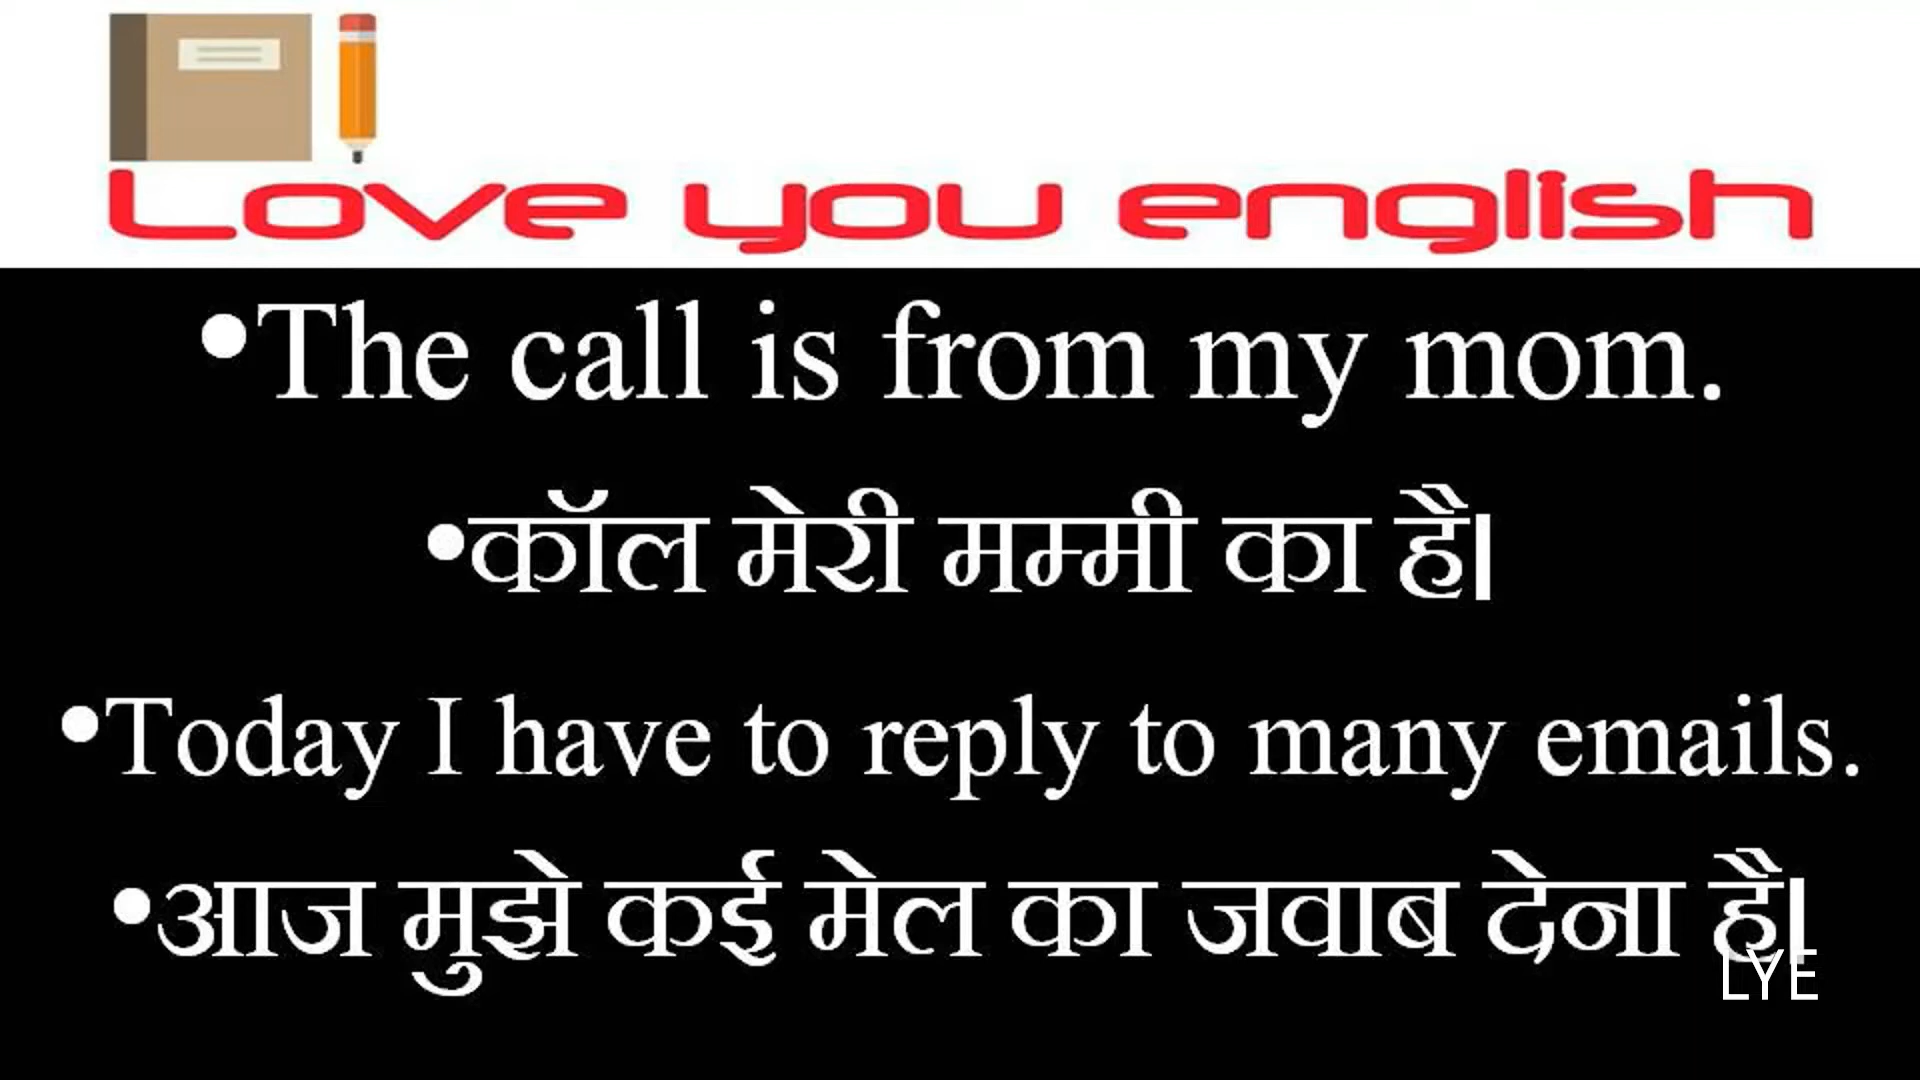 Love you english
•The call is from my mom.
•कॉल मेरी मम्मी का है।
•Today I have to reply to many emails.
•आज मुझे कई मेल का जवाब देना है।
LYE